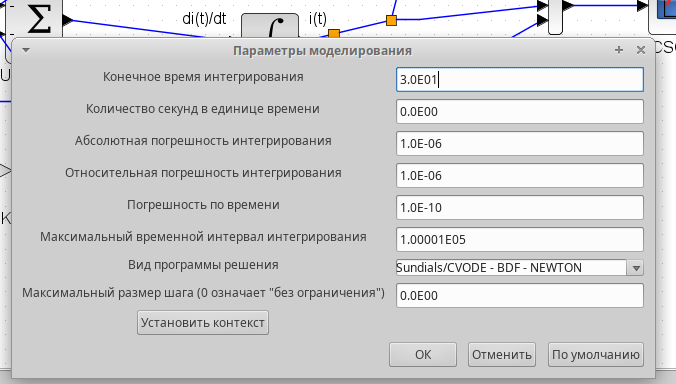 Σ
di(t)/dt
∫
i(t)
Параметры моделирования
Конечное время интегрирования
3.0E01
Количество секунд в единице времени
0.0E00
Абсолютная погрешность интегрирования
1.0E-06
Относительная погрешность интегрирования
1.0E-06
Погрешность по времени
1.0E-10
Максимальный временной интервал интегрирования
1.00001E05
Вид программы решения
Sundials/CVODE - BDF - NEWTON
Максимальный размер шага (0 означает "без ограничения")
0.0E00
Установить контекст
ОК
Отменить
По умолчанию